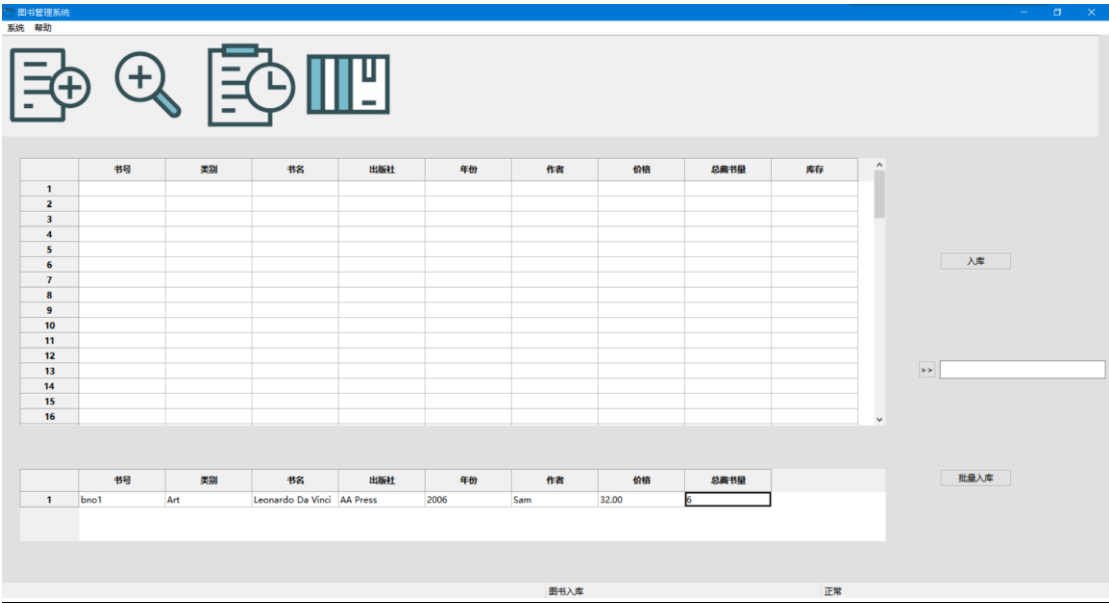 图书管理系统
系统 帮助
书号 类别 书名 出版社 年份 作者 价格 总藏书量 库存
1
2
3
4
5
6
入库
7
8
9
10
11
12
13
>>
14
15
16
书号 类别 书名 出版社 年份 作者 价格 总藏书量
批量入库
1 bno1 Art Leonardo Da Vinci AA Press 2006 Sam 32.00 6
图书入库 正常